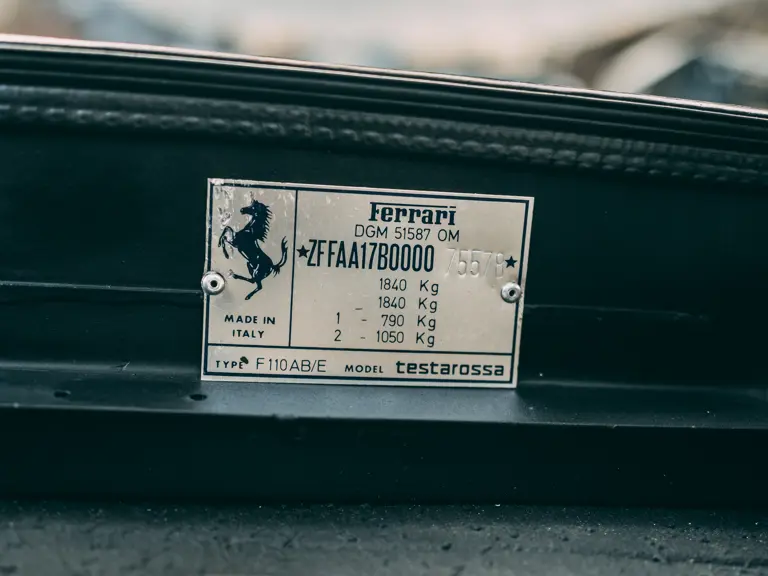 Ferrari
DGM 51587 OM
★ZFFAA17B0000 75578★
1840 Kg
- 1840 Kg
1 - 790 Kg
2 - 1050 Kg
MADE IN
ITALY
TYPE F110AB/E MODEL testarossa